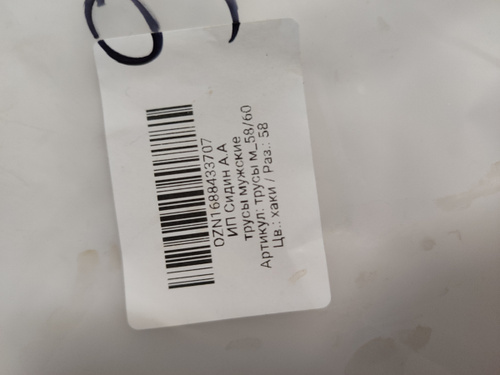 OZN1688433707
ИП Сидин А.А
трусы мужские
Артикул: трусы м_58/60
Цв.: хаки / Раз.: 58